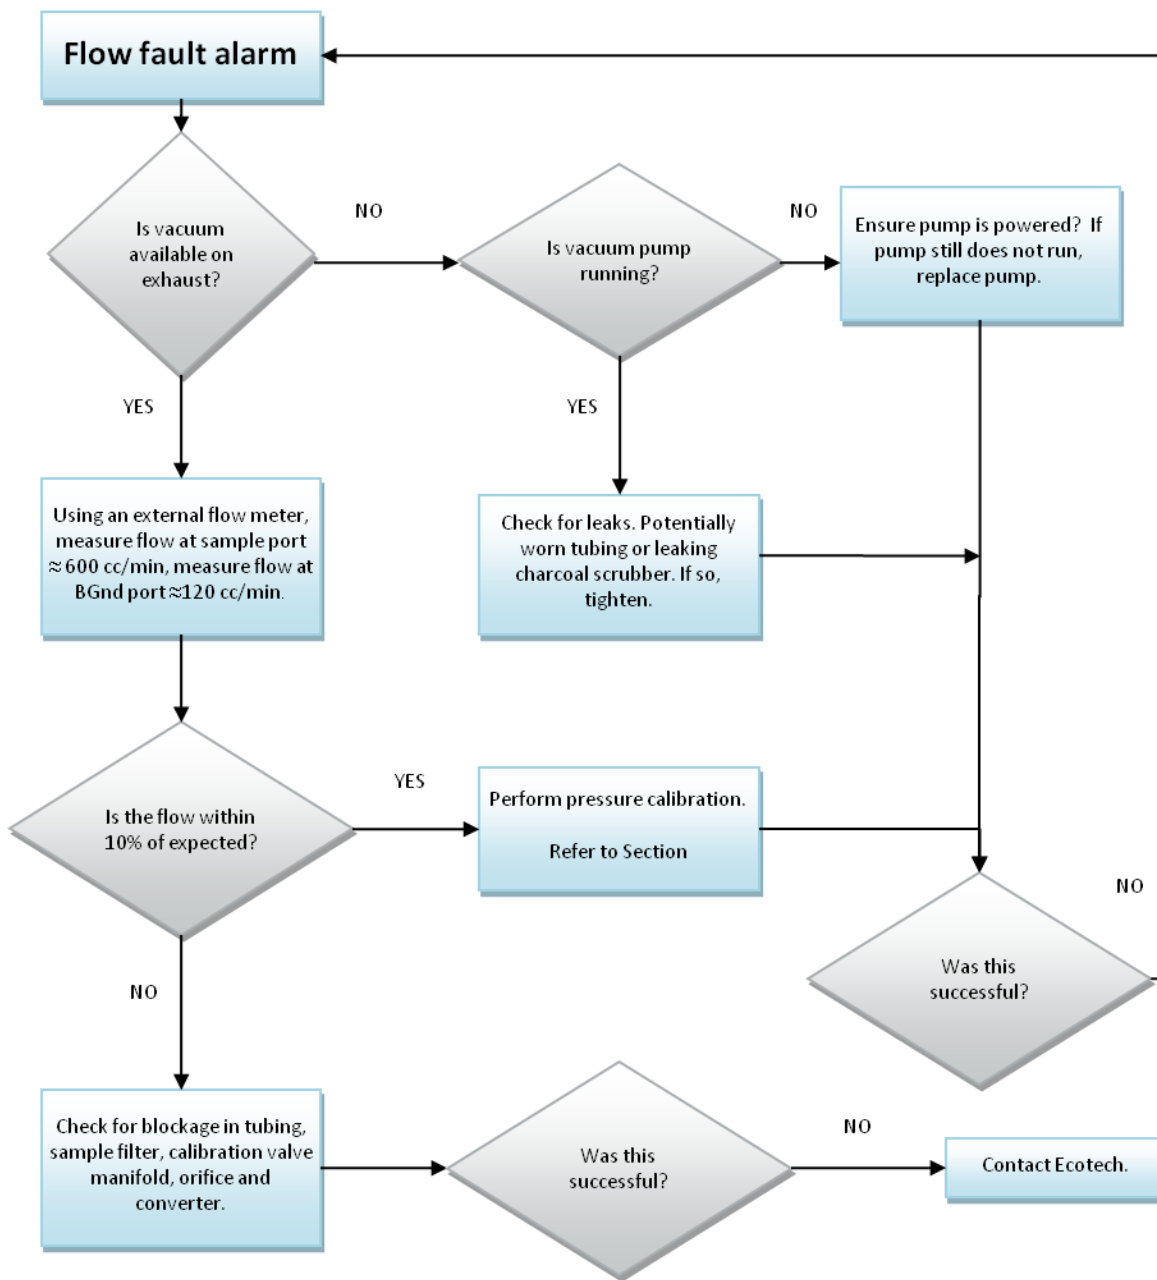 Flow fault alarm
Is vacuum
available on
exhaust?
NO
Is vacuum pump
running?
NO
Ensure pump is powered?  If
pump still does not run,
replace pump.
YES
YES
Using an external flow meter,
measure flow at sample port
≈600 cc/min, measure flow at
BGnd port≈120 cc/min.
Check for leaks. Potentially
worn tubing or leaking
charcoal scrubber. If so,
tighten.
Is the flow within
10% of expected?
YES
Perform pressure calibration.
Refer to Section
NO
Was this
successful?
NO
Check for blockage in tubing,
sample filter, calibration valve
manifold, orifice and
converter.
Was this
successful?
NO
Contact Ecotech.